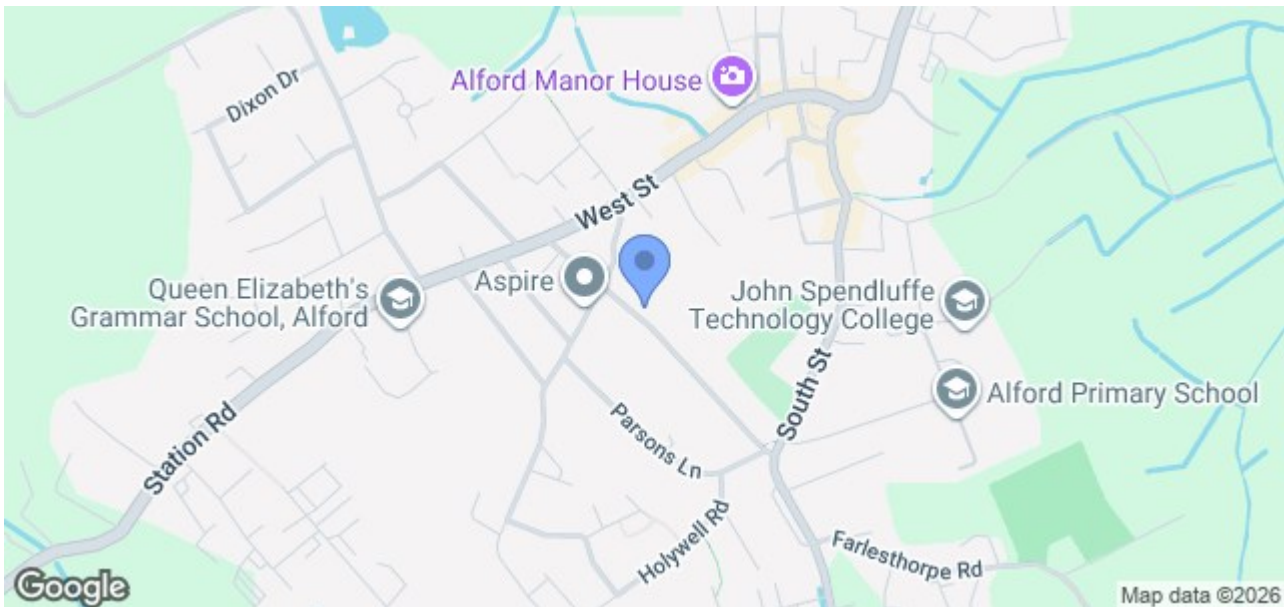 Alford Manor House
Dixon Dr
West St
Aspire
Queen Elizabeth's
Grammar School, Alford
John Spendluffe
Technology College
South St
Alford Primary School
Station Rd
Parsons Ln
Holywell Rd
Farlesthorpe Rd
Google
Map data ©2026